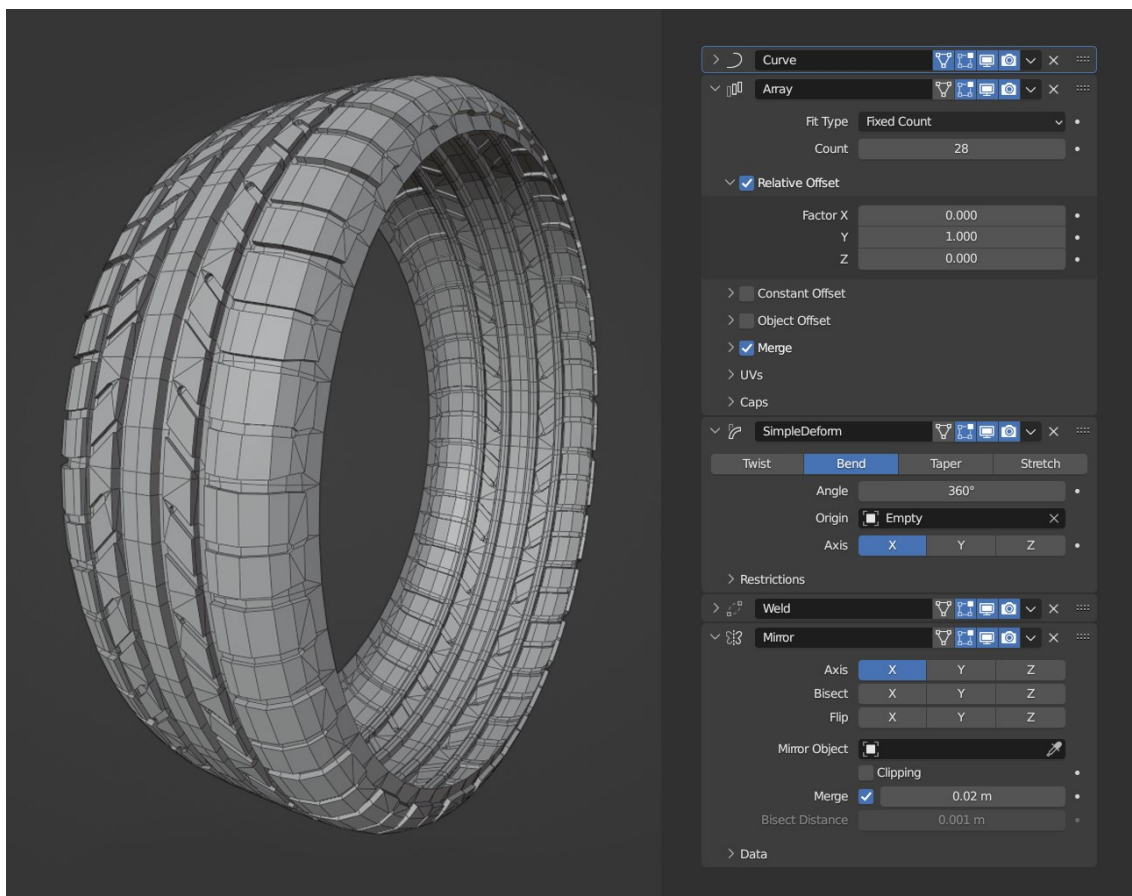 Curve
Array
Fit Type Fixed Count
Count 28
Relative Offset
Factor X 0.000
Y 1.000
Z 0.000
Constant Offset
Object Offset
Merge
UVs
Caps
SimpleDeform
Twist Bend Taper Stretch
Angle 360°
Origin Empty
Axis X Y Z
Restrictions
Weld
Mirror
Axis X Y Z
Bisect X Y Z
Flip X Y Z
Mirror Object
Clipping
Merge 0.02 m
Bisect Distance 0.001 m
Data